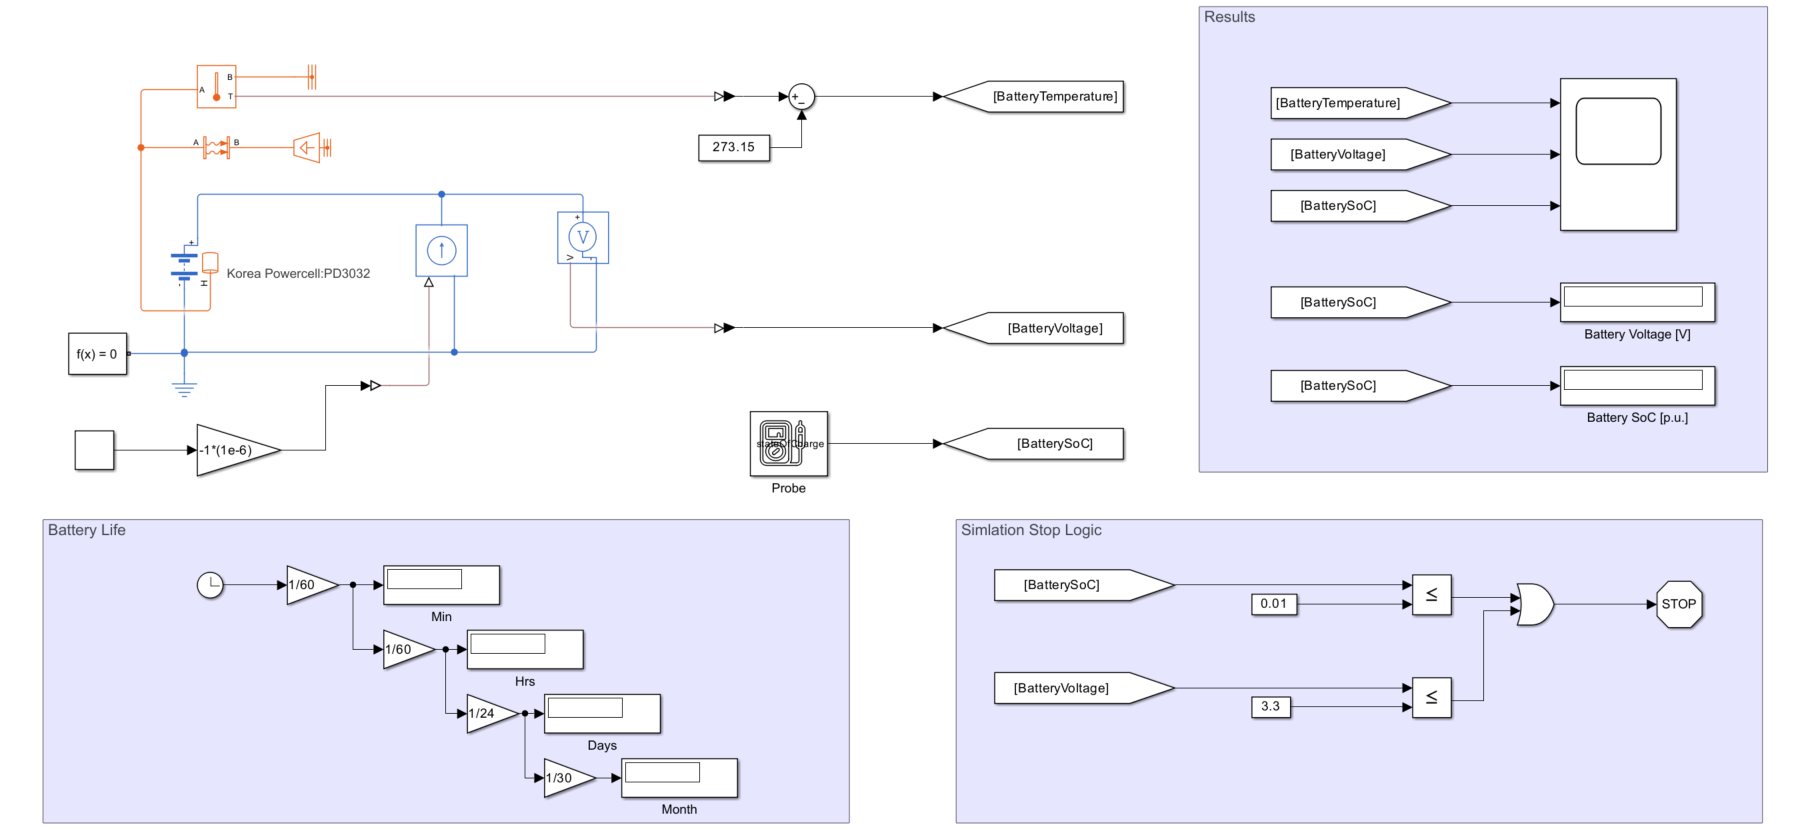 Results
B
A
T
[BatteryTemperature]
[BatteryTemperature]
+
−
273.15
A
B
[BatteryVoltage]
[BatterySoC]
+
V
+
V
-
-
H
Korea Powercell:PD3032
[BatterySoC]
Battery Voltage [V]
[BatteryVoltage]
f(x) = 0
[BatterySoC]
Battery SoC [p.u.]
-1*(1e-6)
stateOfCharge
[BatterySoC]
Probe
Battery Life
1/60
Min
1/60
Hrs
1/24
Days
1/30
Month
Simlation Stop Logic
[BatterySoC]
0.01
≤
STOP
[BatteryVoltage]
3.3
≤